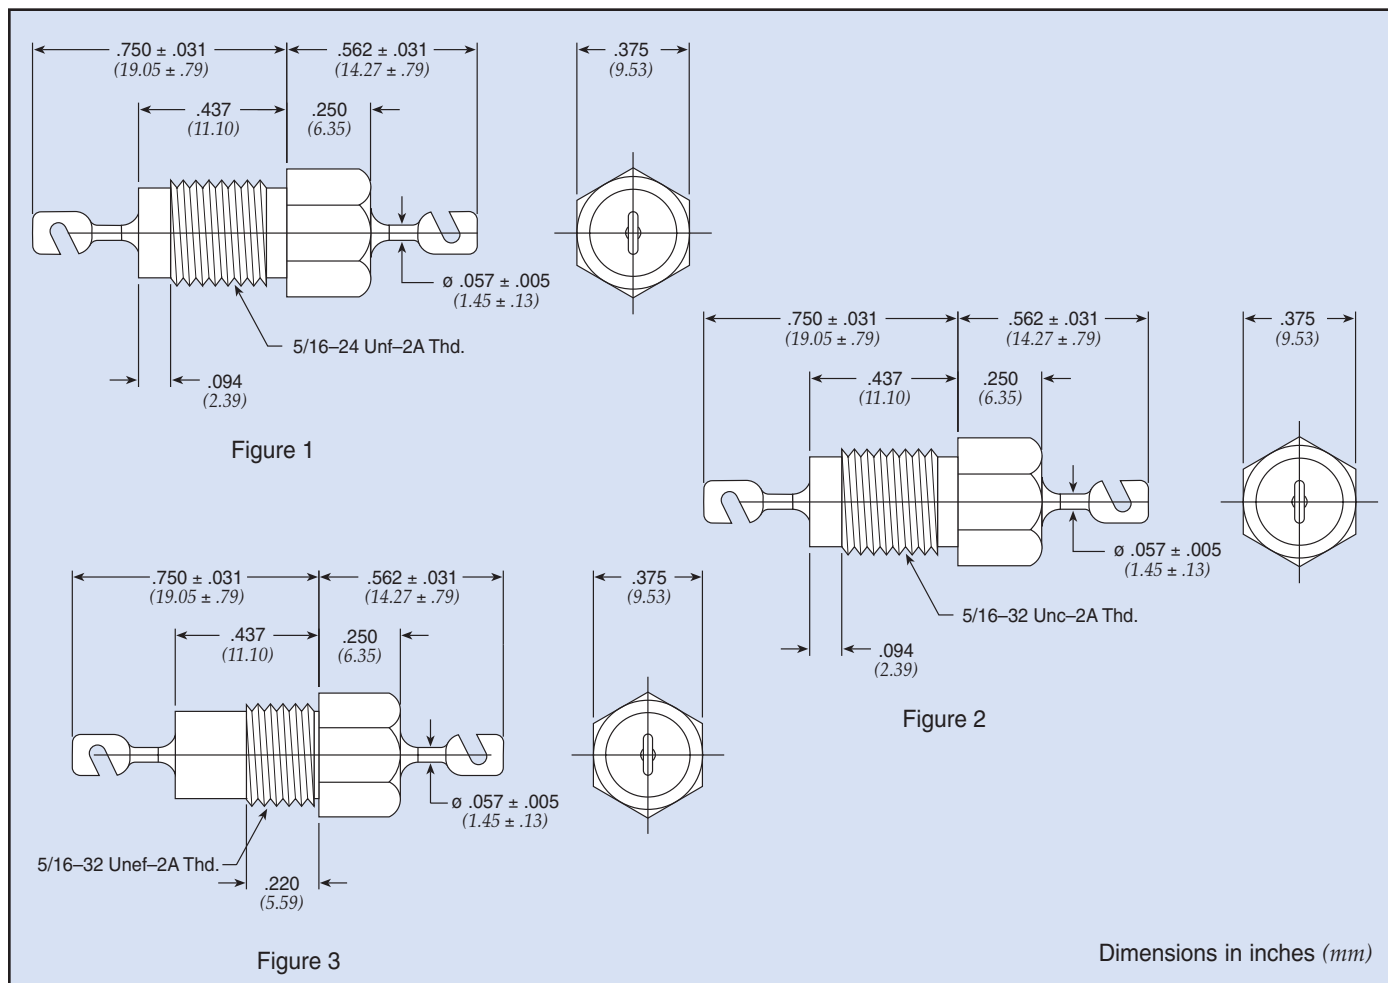 .750 ± .031
(19.05 ± .79)
.562 ± .031
(14.27 ± .79)
.375
(9.53)
.437
(11.10)
.250
(6.35)
ø .057 ± .005
(1.45 ± .13)
5/16–24 Unf–2A Thd.
.094
(2.39)
Figure 1
.750 ± .031
(19.05 ± .79)
.562 ± .031
(14.27 ± .79)
.375
(9.53)
.437
(11.10)
.250
(6.35)
ø .057 ± .005
(1.45 ± .13)
5/16–32 Unc–2A Thd.
.094
(2.39)
Figure 2
.750 ± .031
(19.05 ± .79)
.562 ± .031
(14.27 ± .79)
.375
(9.53)
.437
(11.10)
.250
(6.35)
ø .057 ± .005
(1.45 ± .13)
5/16–32 Unef–2A Thd.
.220
(5.59)
Figure 3
Dimensions in inches (mm)